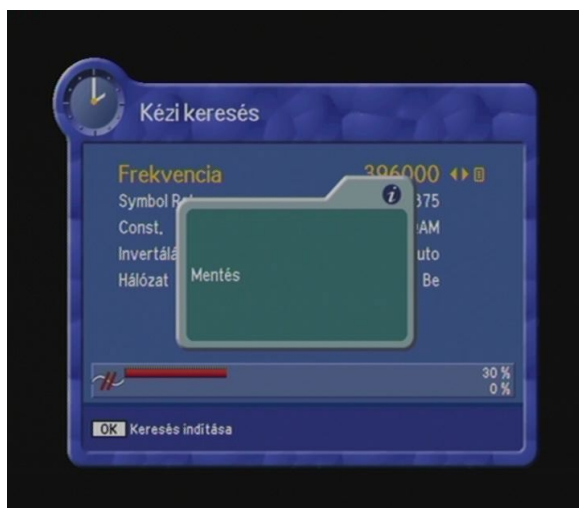 Kézi keresés
Frekvencia 396000
Symbol 375
Const. AM
Invertálá uto
Hálózat Be
Mentés
30 %
0 %
OK Keresés indítása